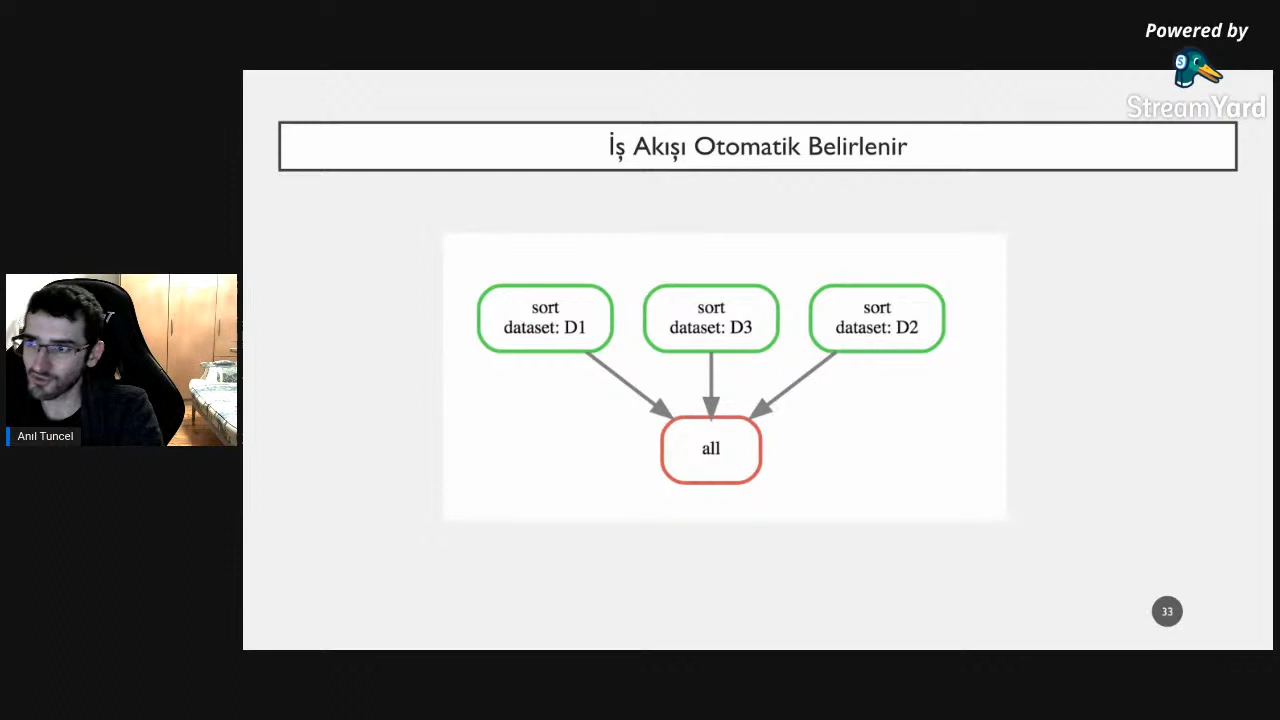 Powered by
StreamYard
İş Akışı Otomatik Belirlenir
sort
dataset: D1
sort
dataset: D3
sort
dataset: D2
all
Anıl Tuncel
33